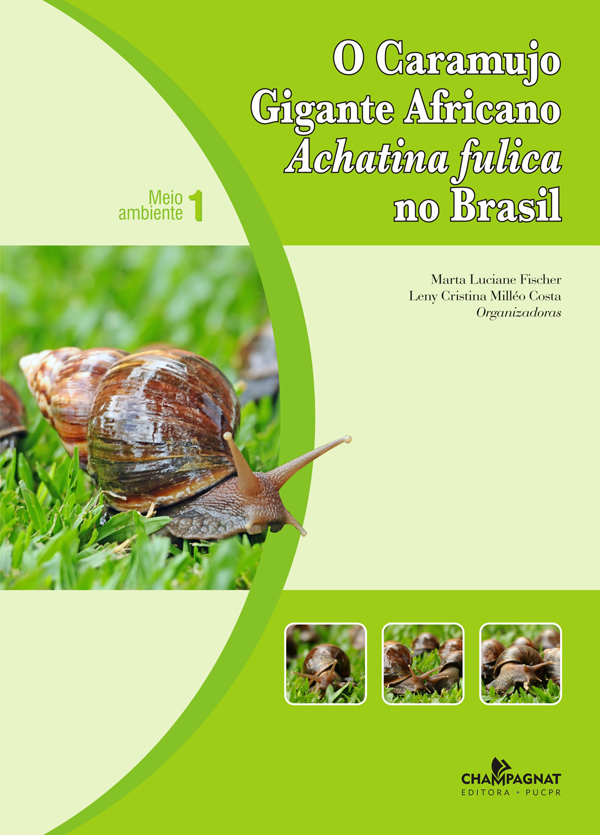 O Caramujo
Gigante Africano
Achatina fulica
no Brasil
Meio
ambiente 1
Marta Luciane Fischer
Leny Cristina Milléo Costa
Organizadoras
CHAMPAGNAT
EDITORA • PUCPR